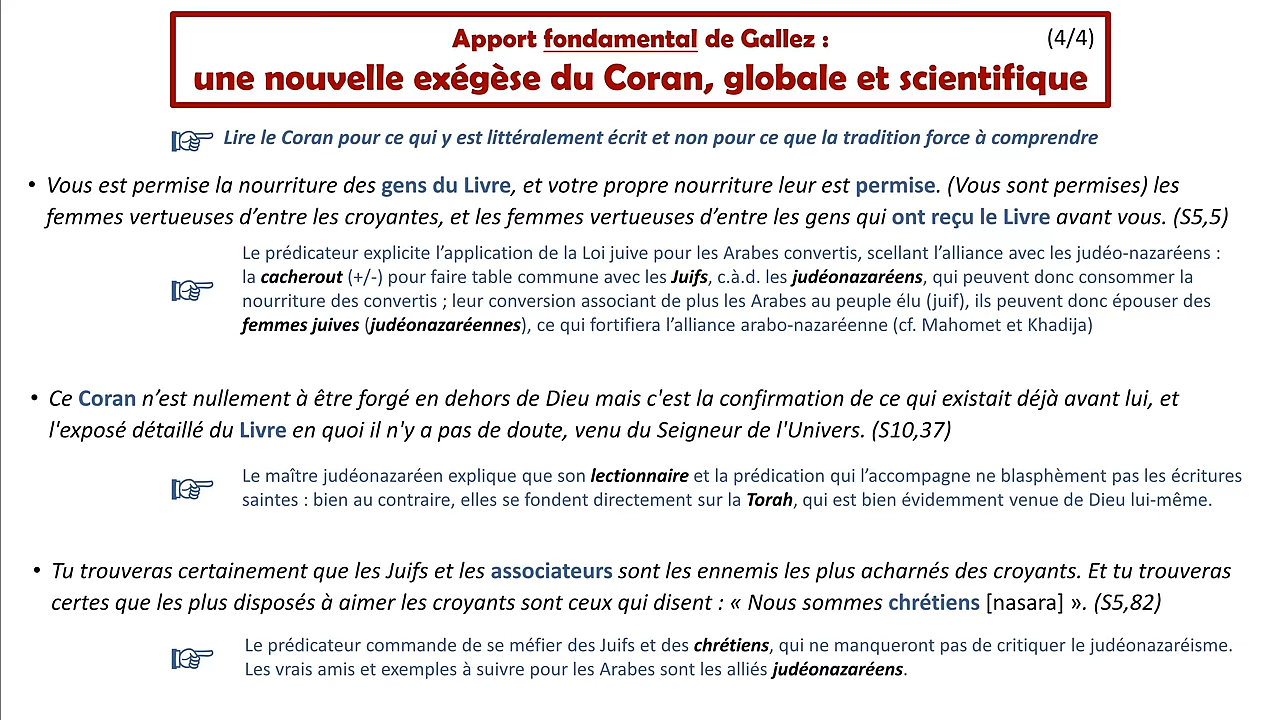 Apport fondamental de Gallez :
(4/4)
une nouvelle exégèse du Coran, globale et scientifique
Lire le Coran pour ce qui y est littéralement écrit et non pour ce que la tradition force à comprendre
• Vous est permise la nourriture des gens du Livre, et votre propre nourriture leur est permise. (Vous sont permises) les
femmes vertueuses d’entre les croyantes, et les femmes vertueuses d’entre les gens qui ont reçu le Livre avant vous. (S5,5)
Le prédicateur explicite l’application de la Loi juive pour les Arabes convertis, scellant l’alliance avec les judéo-nazaréens :
la cacherout (+/-) pour faire table commune avec les Juifs, c.à.d. les judéonazaréens, qui peuvent donc consommer la
nourriture des convertis ; leur conversion associant de plus les Arabes au peuple élu (juif), ils peuvent donc épouser des
femmes juives (judéonazaréennes), ce qui fortifiera l’alliance arabo-nazaréenne (cf. Mahomet et Khadija)
• Ce Coran n’est nullement à être forgé en dehors de Dieu mais c'est la confirmation de ce qui existait déjà avant lui, et
l'exposé détaillé du Livre en quoi il n'y a pas de doute, venu du Seigneur de l'Univers. (S10,37)
Le maître judéonazaréen explique que son lectionnaire et la prédication qui l’accompagne ne blasphèment pas les écritures
saintes : bien au contraire, elles se fondent directement sur la Torah, qui est bien évidemment venue de Dieu lui-même.
• Tu trouveras certainement que les Juifs et les associateurs sont les ennemis les plus acharnés des croyants. Et tu trouveras
certes que les plus disposés à aimer les croyants sont ceux qui disent : « Nous sommes chrétiens [nasara] ». (S5,82)
Le prédicateur commande de se méfier des Juifs et des chrétiens, qui ne manqueront pas de critiquer le judéonazaréisme.
Les vrais amis et exemples à suivre pour les Arabes sont les alliés judéonazaréens.